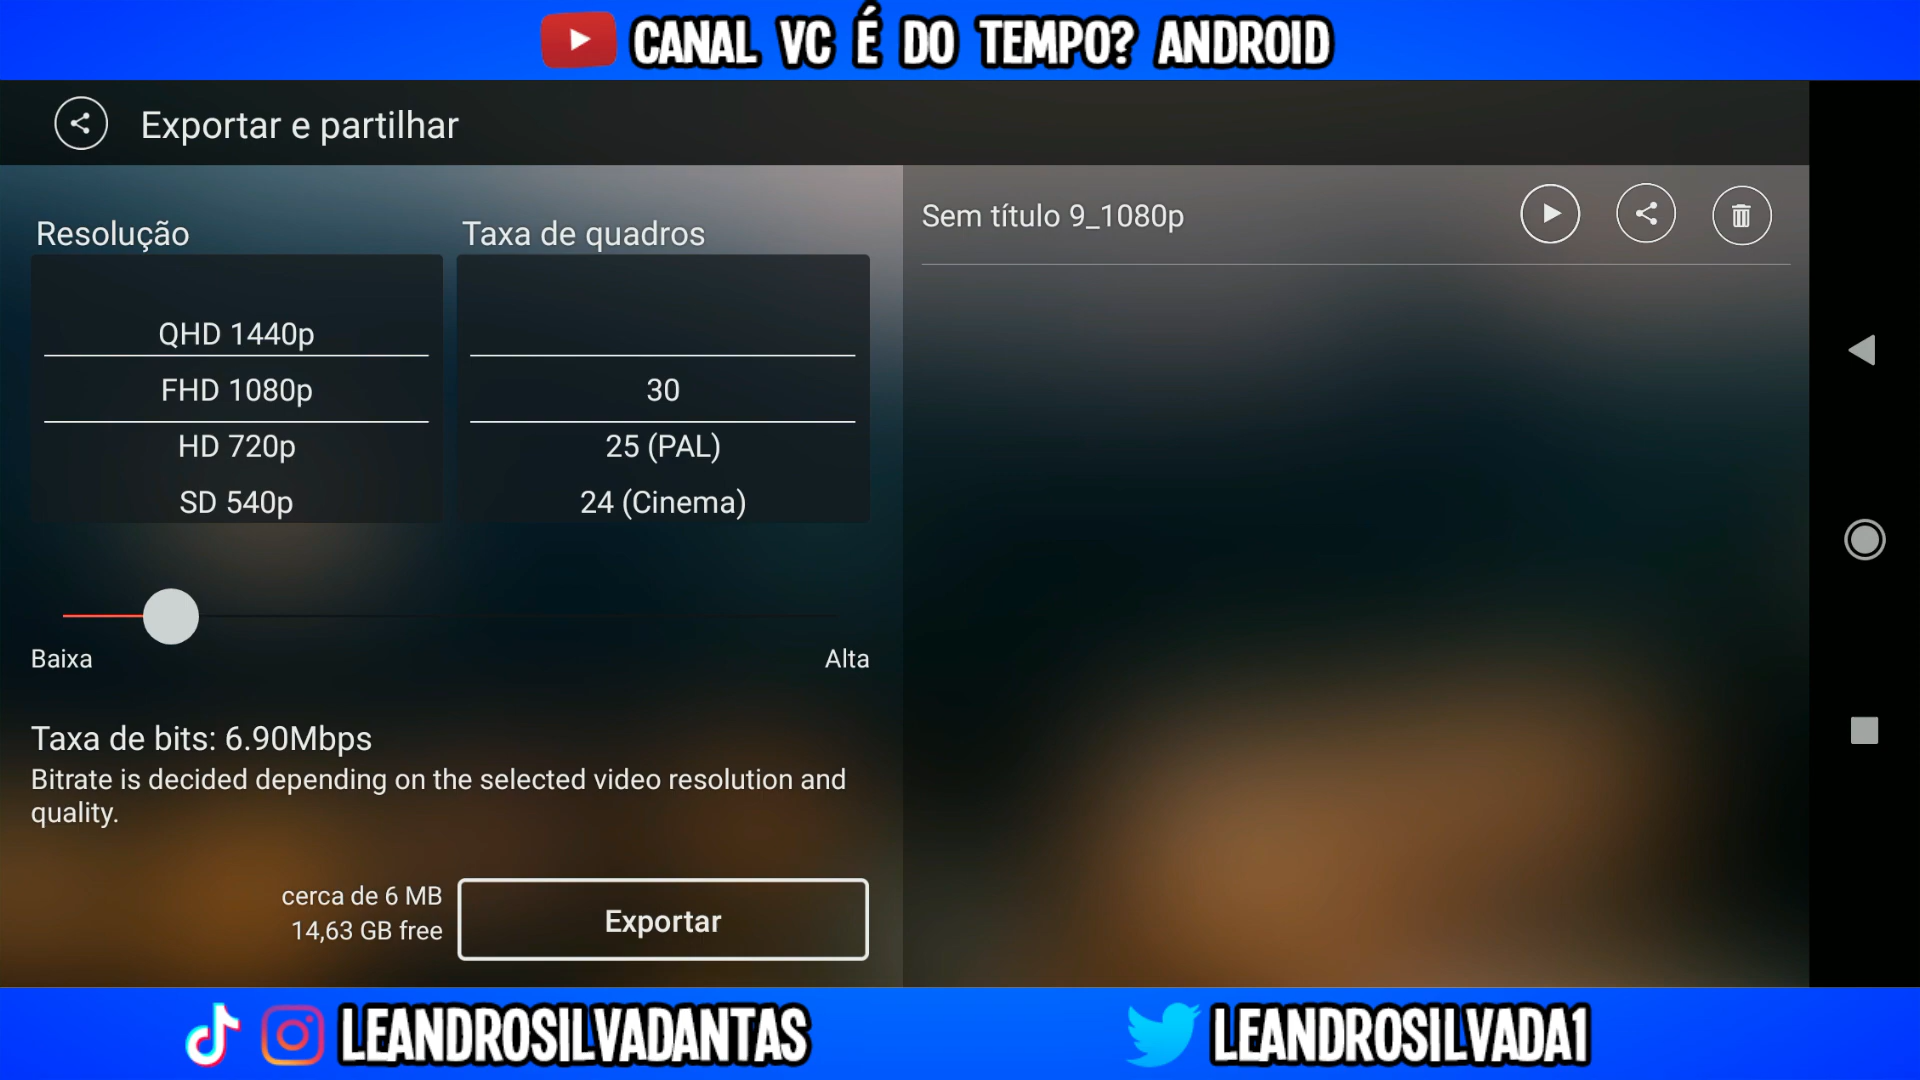 CANAL VC É DO TEMPO? ANDROID
Exportar e partilhar
Resolução
QHD 1440p
FHD 1080p
HD 720p
SD 540p
Taxa de quadros
30
25 (PAL)
24 (Cinema)
Baixa
Alta
Taxa de bits: 6.90Mbps
Bitrate is decided depending on the selected video resolution and
quality.
cerca de 6 MB
14,63 GB free
Exportar
Sem título 9_1080p
LEANDROSILVADANTAS
LEANDROSILVADA1